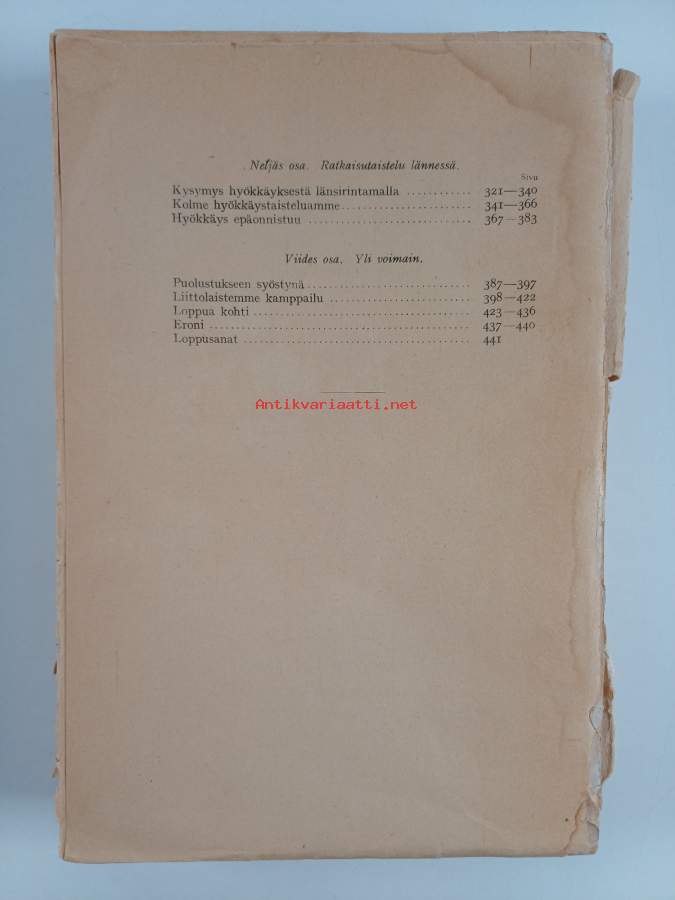 Neljäs osa. Ratkaisutaistelu lännessä.
Sivu
Kysymys hyökkäyksestä länsirintamalla ........... 321—340
Kolme hyökkäystaisteluamme...................... 341—366
Hyökkäys epäonnistuu ........................... 367—383
Viides osa. Yli voimain.
Puolustukseen syöstynä........................... 387—397
Liittolaistemme kamppailu ....................... 398—422
Loppua kohti .................................... 423—436
Eroni ........................................... 437—440
Loppusanat ...................................... 441
Antikvariaatti.net